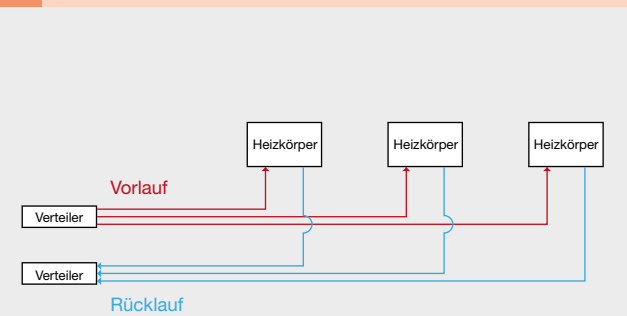 Heizkörper Heizkörper Heizkörper
Vorlauf
Verteiler
Verteiler
Rücklauf